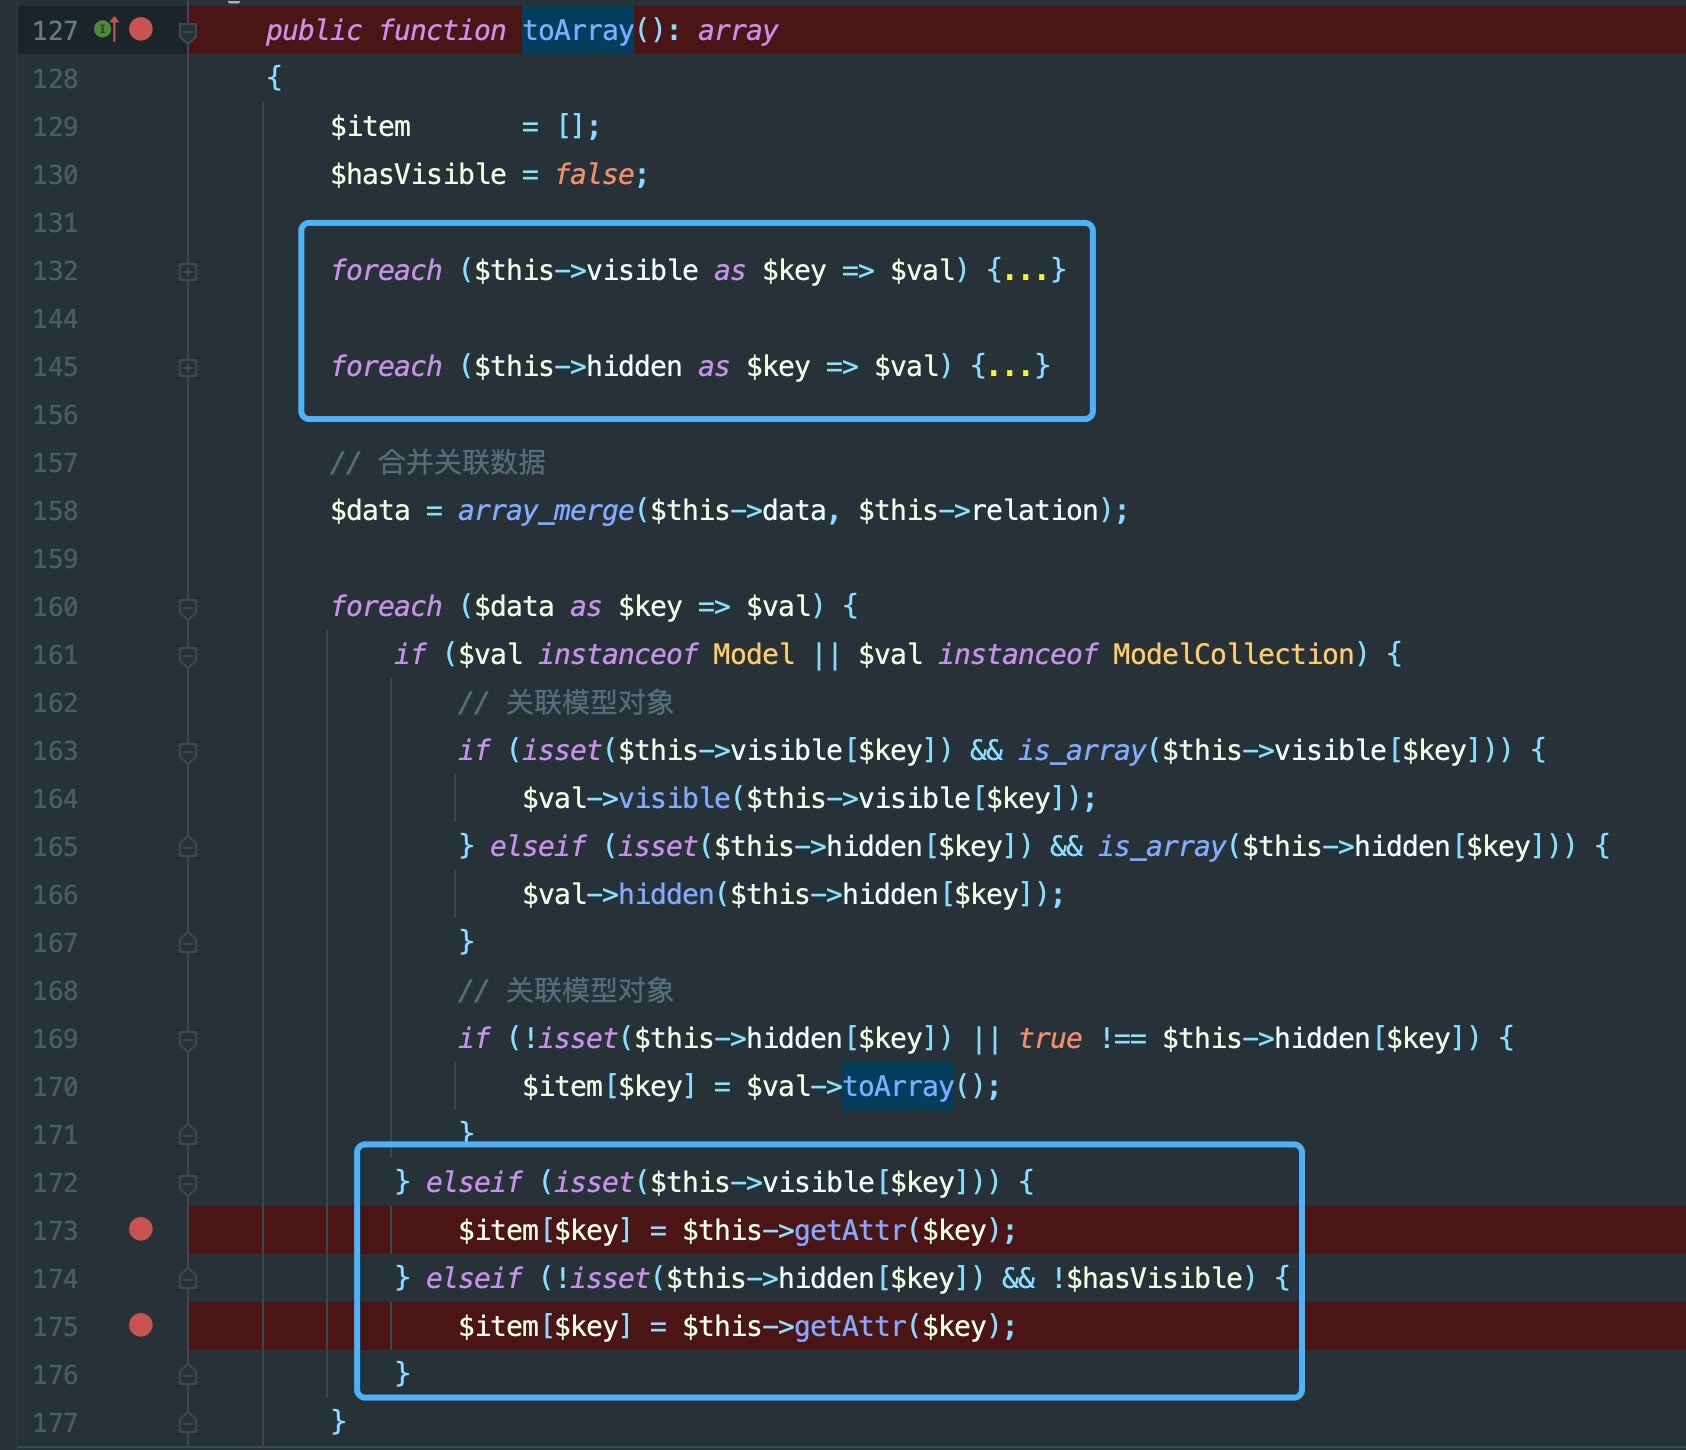 127 public function toArray(): array
128 {
129 $item       = [];
130 $hasVisible = false;
131
132 foreach ($this->visible as $key => $val) {...}
144
145 foreach ($this->hidden as $key => $val) {...}
156
157 // 合并关联数据
158 $data = array_merge($this->data, $this->relation);
159
160 foreach ($data as $key => $val) {
161 if ($val instanceof Model || $val instanceof ModelCollection) {
162 // 关联模型对象
163 if (isset($this->visible[$key]) && is_array($this->visible[$key])) {
164 $val->visible($this->visible[$key]);
165 } elseif (isset($this->hidden[$key]) && is_array($this->hidden[$key])) {
166 $val->hidden($this->hidden[$key]);
167 }
168 // 关联模型对象
169 if (!isset($this->hidden[$key]) || true !== $this->hidden[$key]) {
170 $item[$key] = $val->toArray();
171 }
172 } elseif (isset($this->visible[$key])) {
173 $item[$key] = $this->getAttr($key);
174 } elseif (!isset($this->hidden[$key]) && !$hasVisible) {
175 $item[$key] = $this->getAttr($key);
176 }
177 }